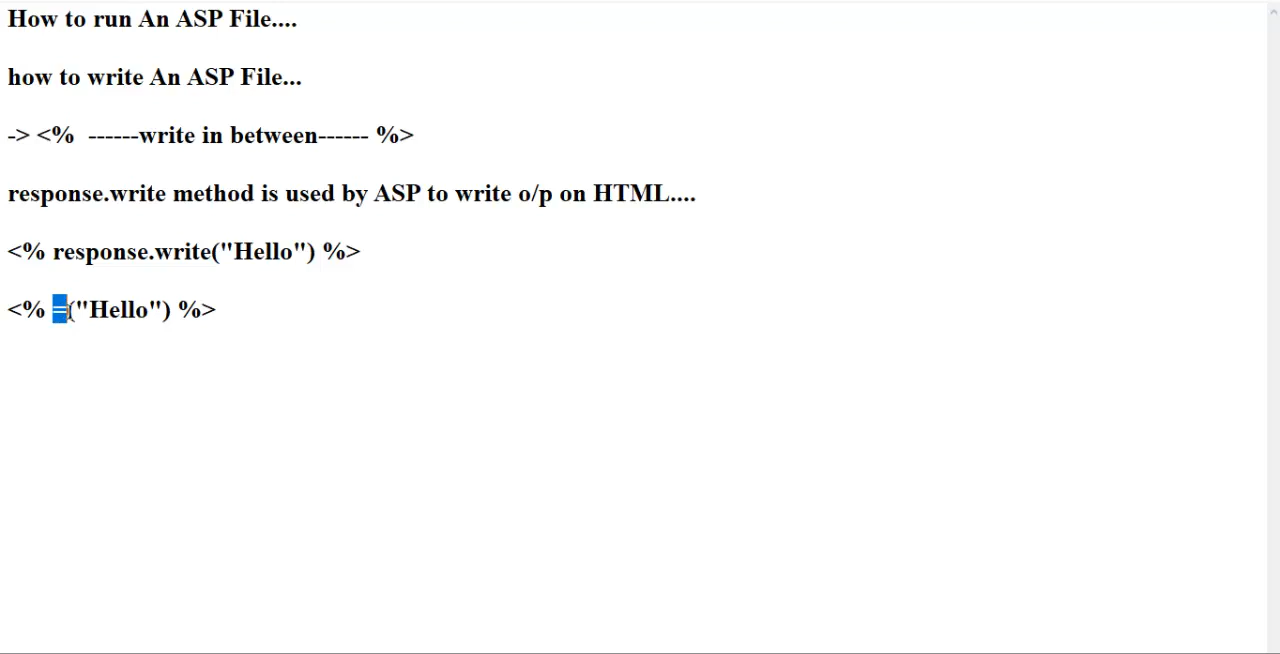 How to run An ASP File....
how to write An ASP File...
-> <%  ------write in between------ %>
response.write method is used by ASP to write o/p on HTML....
<% response.write("Hello") %>
<% =("Hello") %>